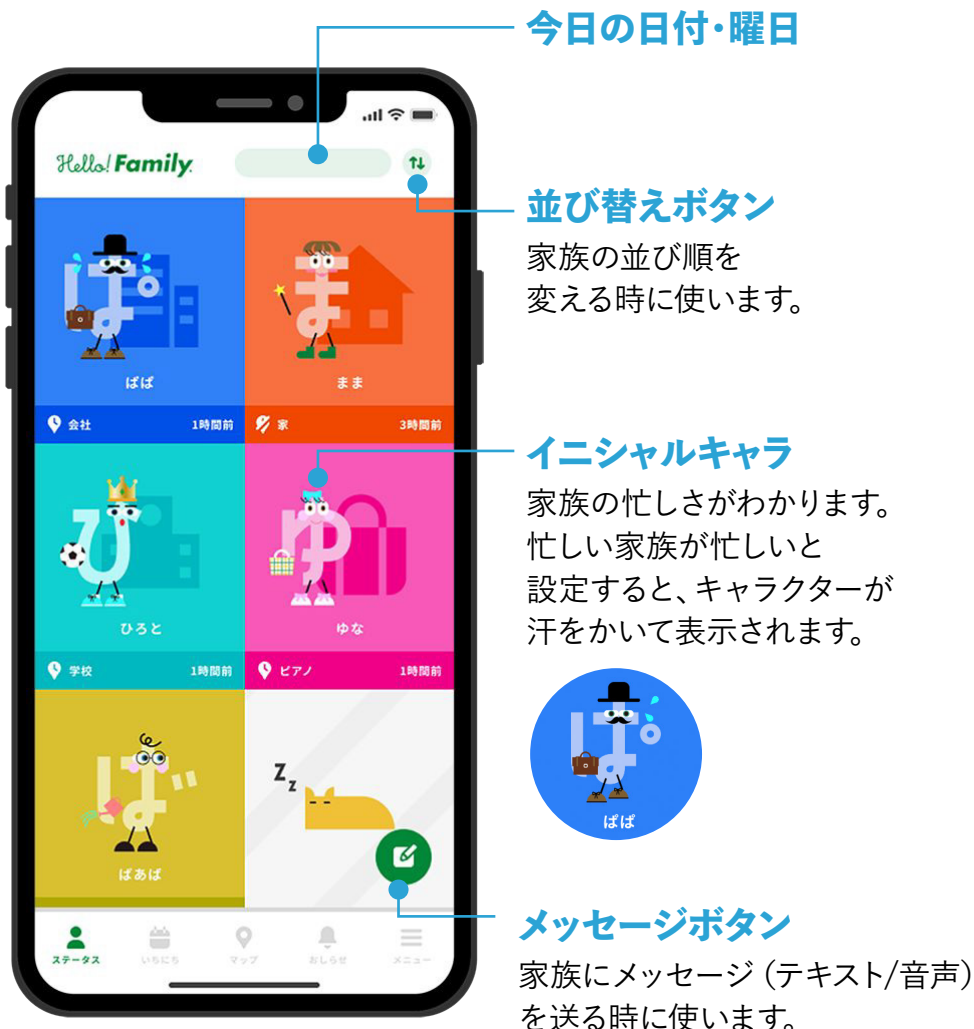 今日の日付・曜日
Hello! Family.
並び替えボタン
家族の並び順を
変える時に使います。
ぱ
ぱぱ
会社 1時間前
ま
まま
家 3時間前
イニシャルキャラ
家族の忙しさがわかります。
忙しい家族が忙しいと
設定すると、キャラクターが
汗をかいて表示されます。
ひ
ひろと
学校 1時間前
ゆ
ゆな
ピアノ 1時間前
ぱ
ぱぱ
ば
ばあば
Zz
メッセージボタン
家族にメッセージ（テキスト/音声）
を送る時に使います。
ステータス いちにち マップ おしらせ メニュー